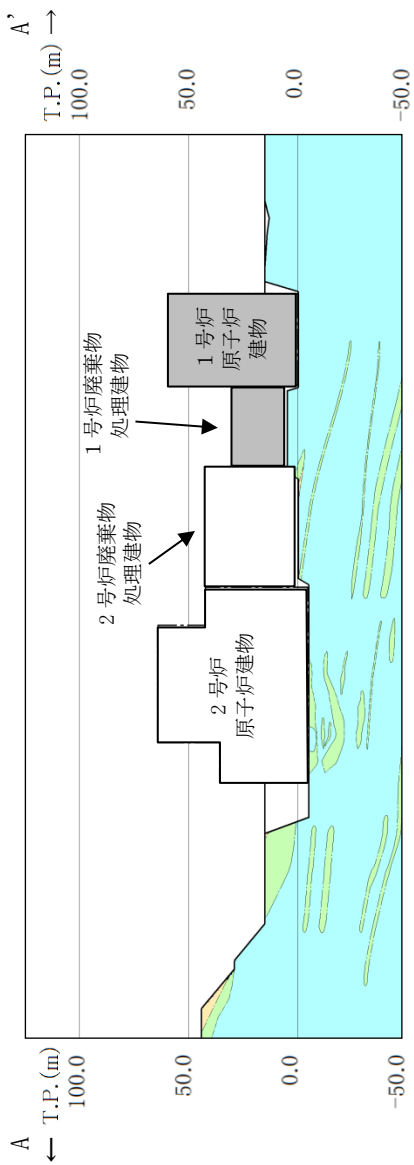 A
← T.P.(m)
100.0
50.0
0.0
-50.0
2号炉
原子炉建物
2号炉廃棄物
処理建物
1号炉廃棄物
処理建物
1号炉
原子炉
建物
A’
T.P.(m) →
100.0
50.0
0.0
-50.0